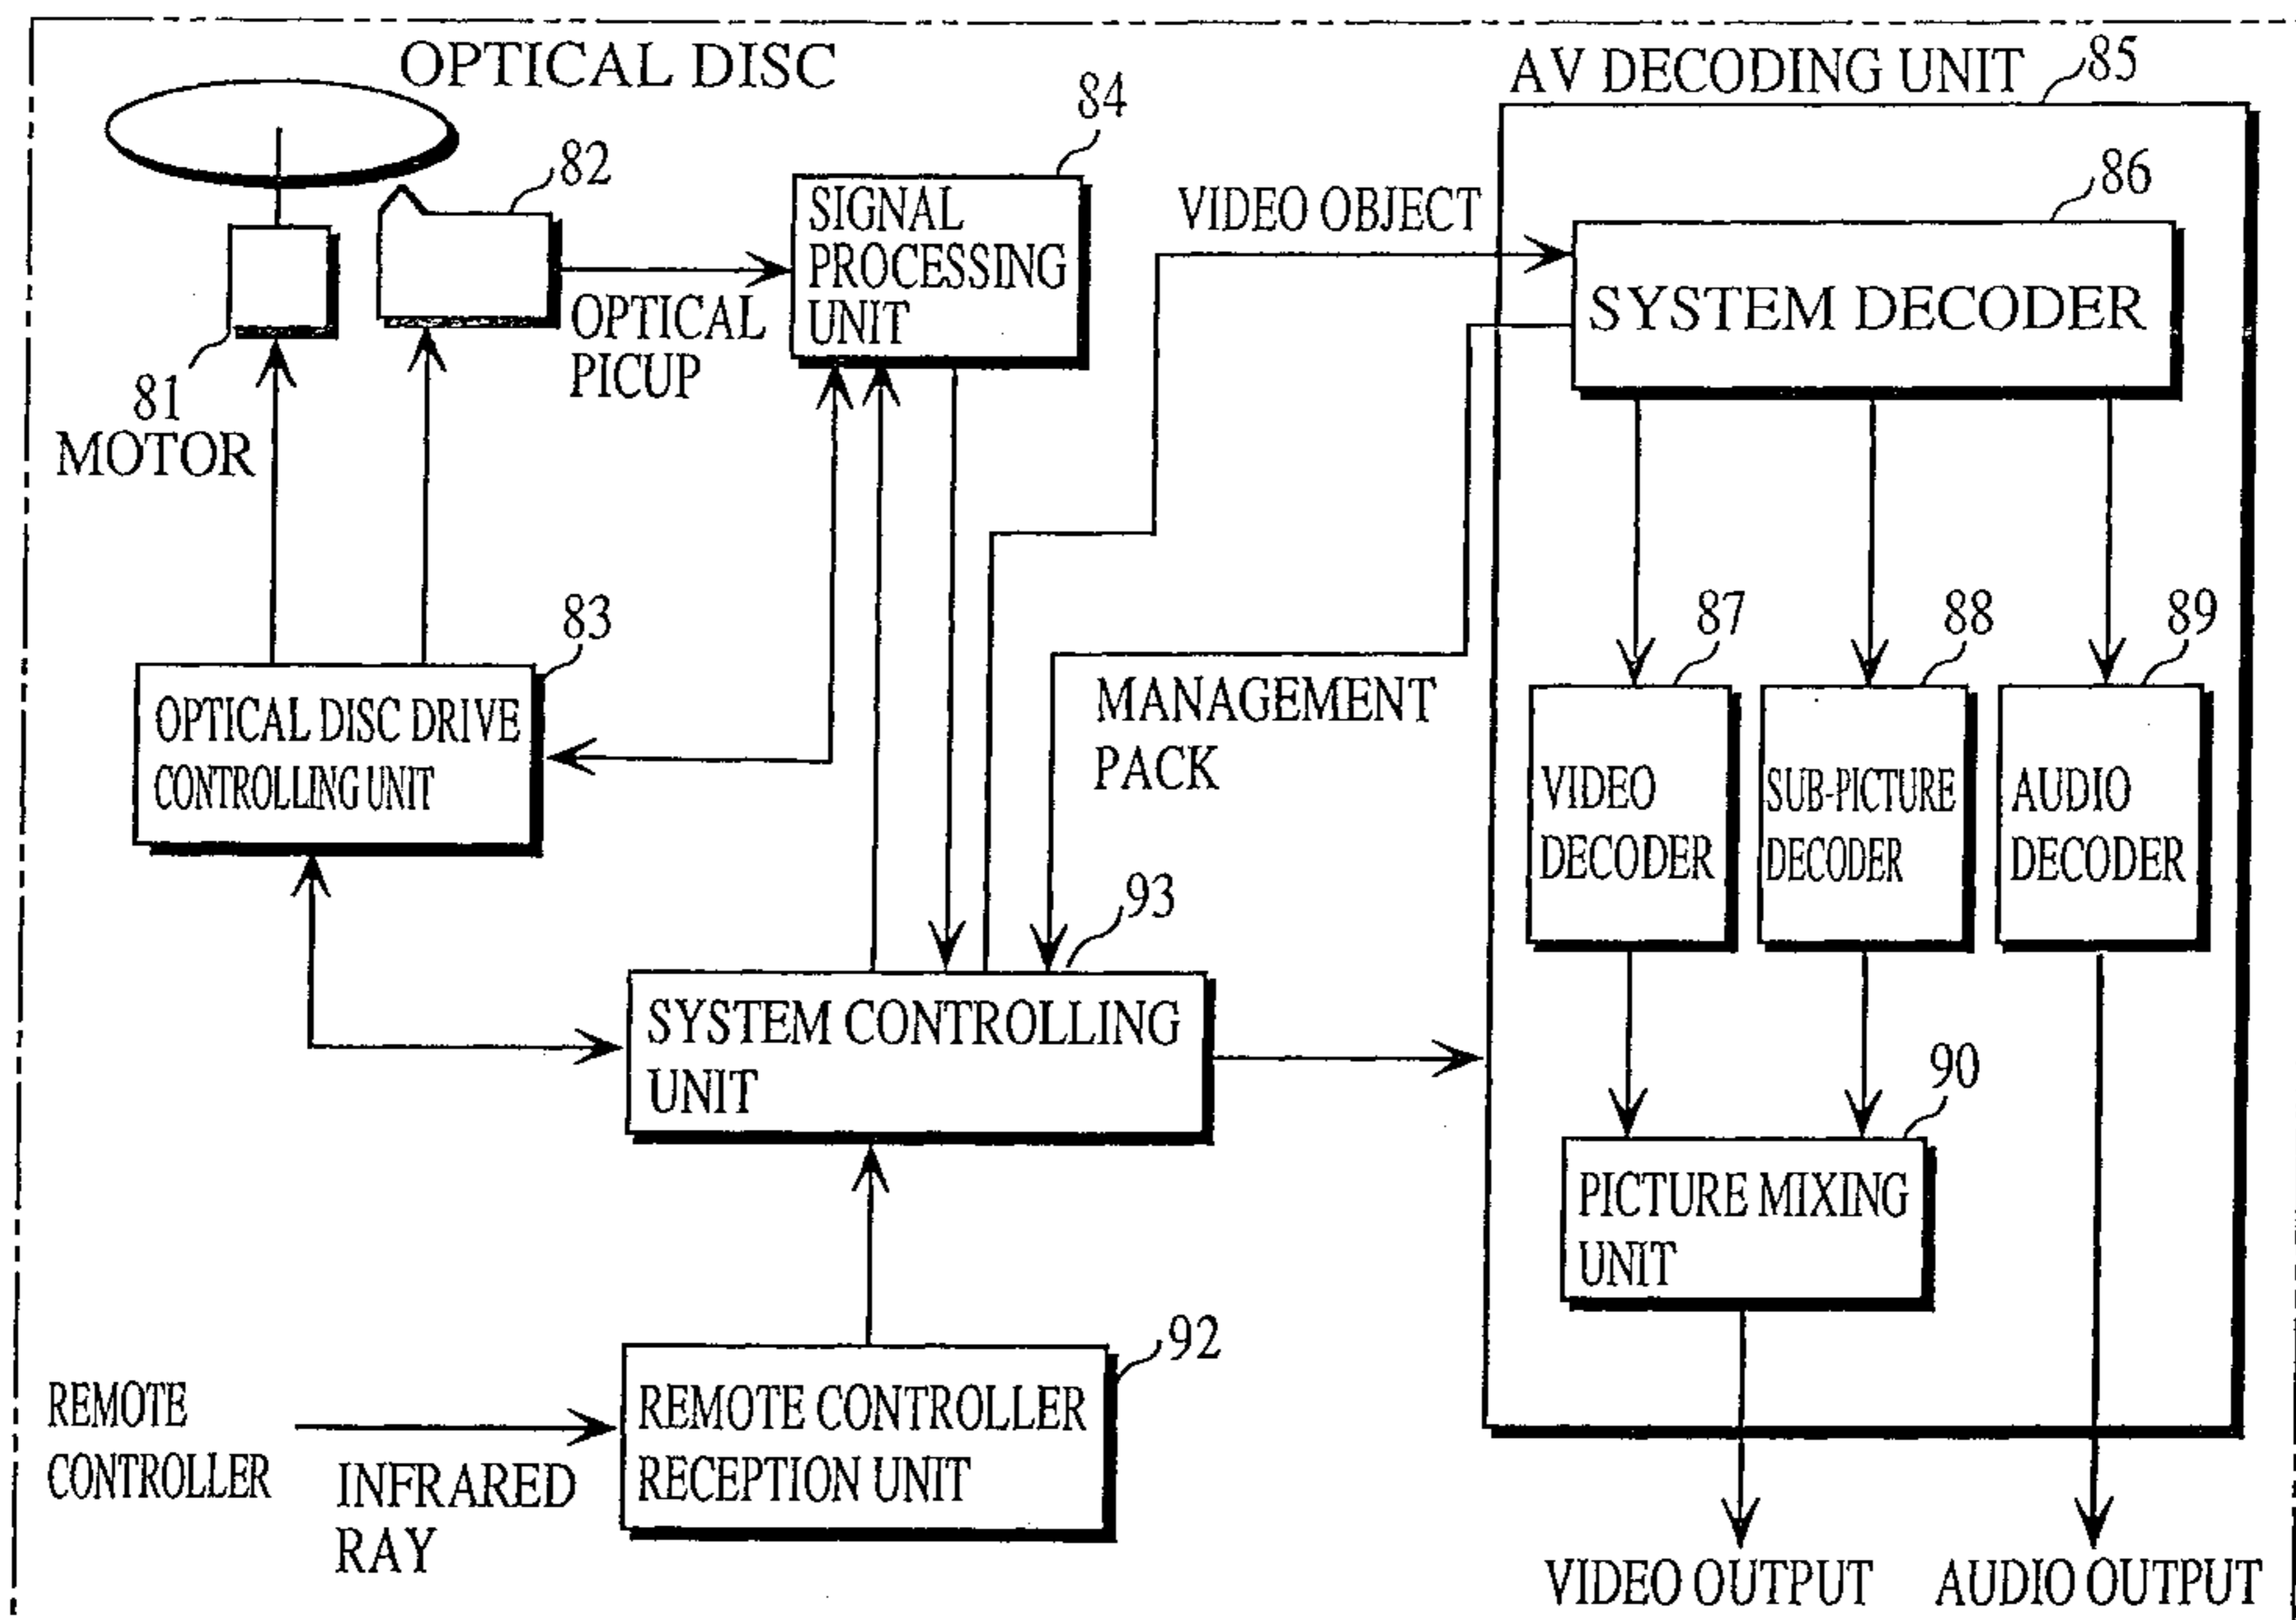 OPTICAL DISC
AV DECODING UNIT
85
84
82
86
SIGNAL
PROCESSING
UNIT
VIDEO OBJECT
SYSTEM DECODER
OPTICAL
PICUP
81
MOTOR
83
87
88
89
OPTICAL DISC DRIVE
CONTROLLING UNIT
MANAGEMENT
PACK
VIDEO
DECODER
SUB-PICTURE
DECODER
AUDIO
DECODER
93
SYSTEM CONTROLLING
UNIT
90
PICTURE MIXING
UNIT
92
REMOTE
CONTROLLER
INFRARED
RAY
REMOTE CONTROLLER
RECEPTION UNIT
VIDEO OUTPUT
AUDIO OUTPUT